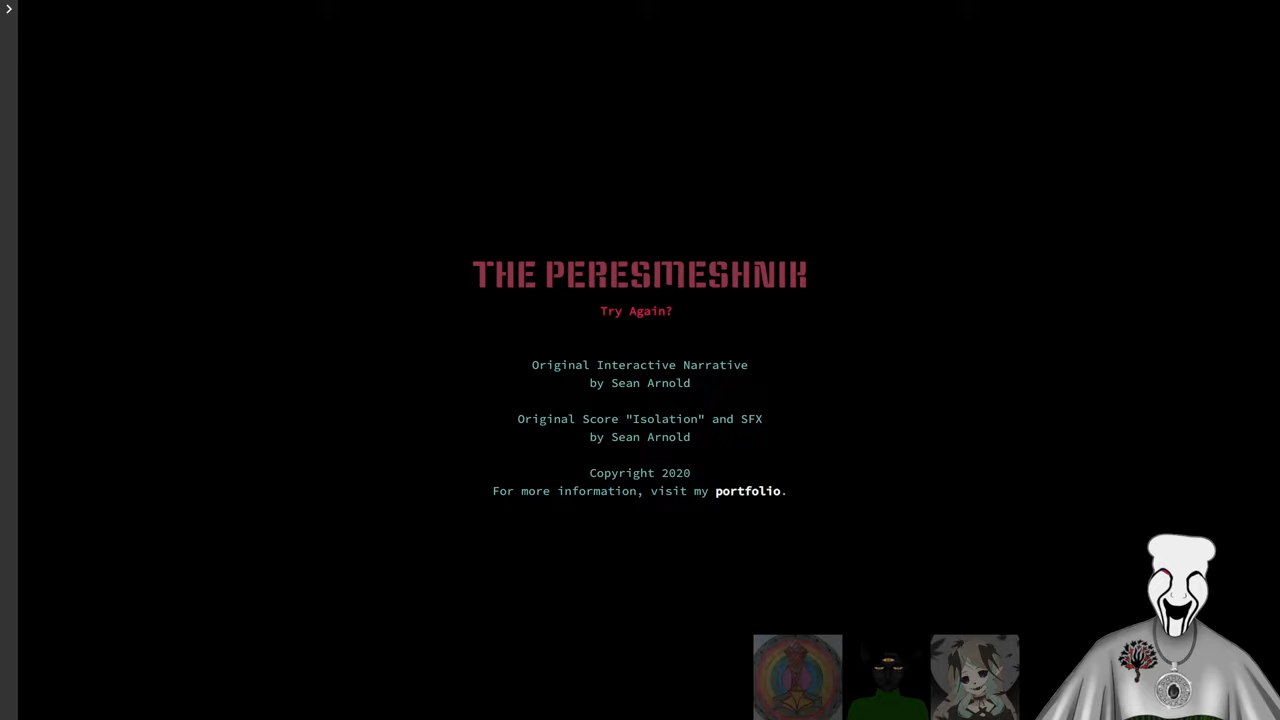 THE PERESMESHNIK
Try Again?
Original Interactive Narrative
by Sean Arnold
Original Score "Isolation" and SFX
by Sean Arnold
Copyright 2020
For more information, visit my portfolio.